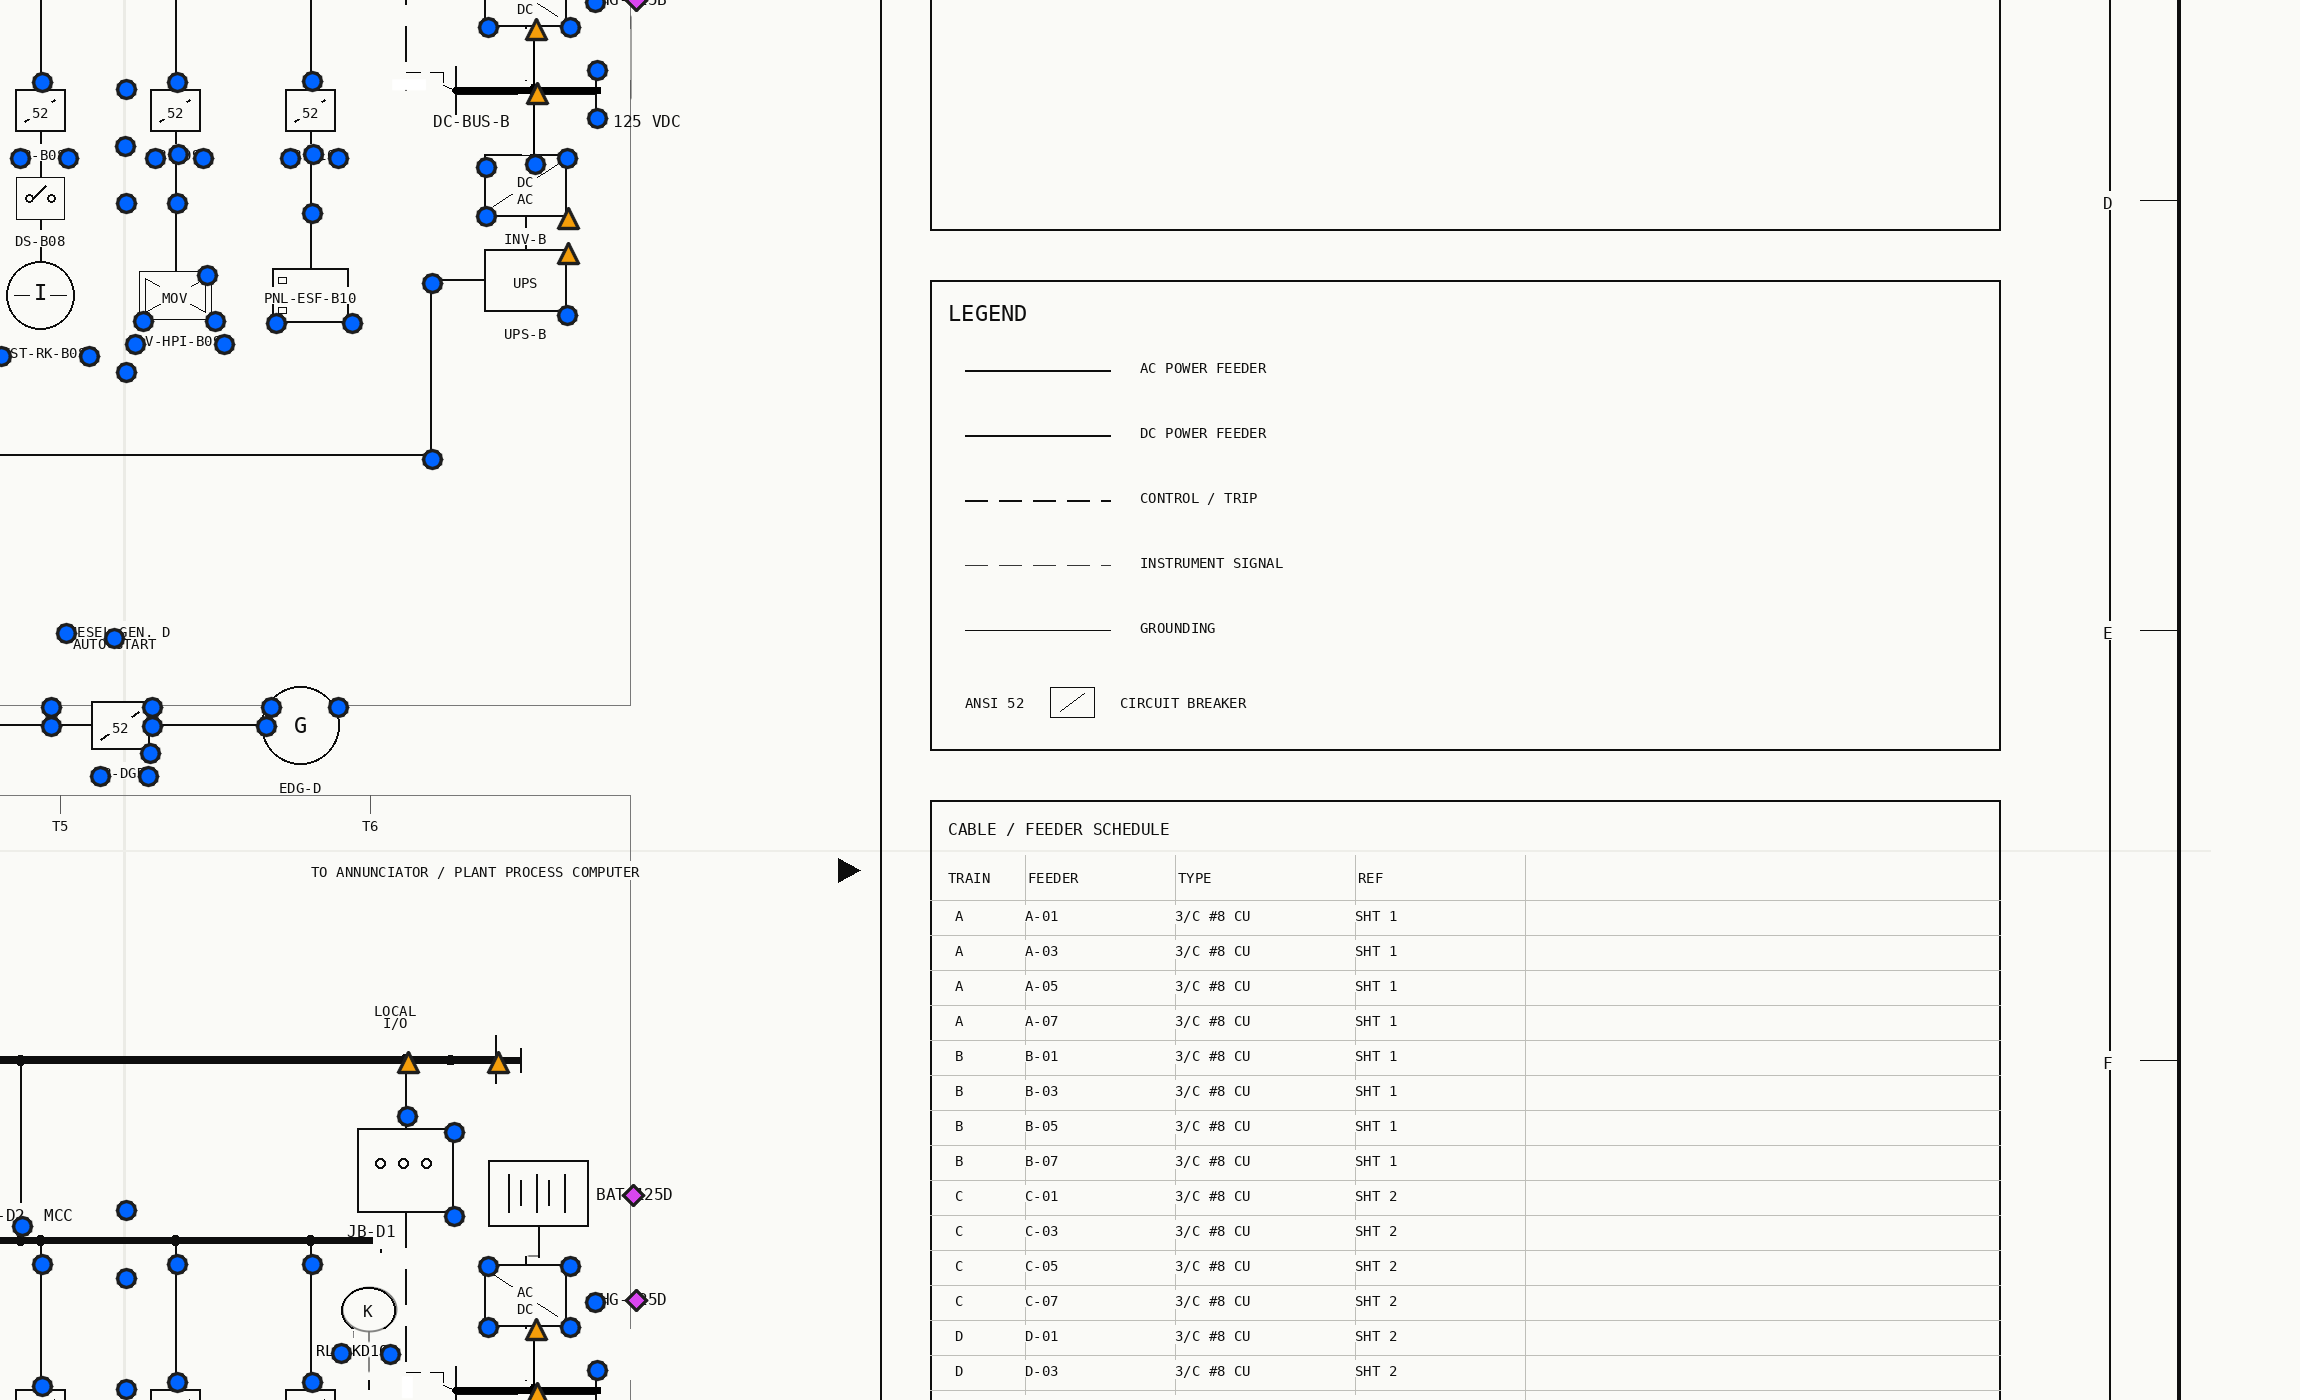 DC
52
52
52
DC-BUS-B
125 VDC
DC
AC
DS-B08
INV-B
I
MOV
PNL-ESF-B10
UPS
UPS-B
GEN. D
52
G
EDG-D
T5
T6
TO ANNUNCIATOR / PLANT PROCESS COMPUTER
LOCAL
I/O
MCC
JB-D1
AC
DC
K
LEGEND
AC POWER FEEDER
DC POWER FEEDER
CONTROL / TRIP
INSTRUMENT SIGNAL
GROUNDING
ANSI 52 CIRCUIT BREAKER
CABLE / FEEDER SCHEDULE
TRAIN FEEDER TYPE REF
A A-01 3/C #8 CU SHT 1
A A-03 3/C #8 CU SHT 1
A A-05 3/C #8 CU SHT 1
A A-07 3/C #8 CU SHT 1
B B-01 3/C #8 CU SHT 1
B B-03 3/C #8 CU SHT 1
B B-05 3/C #8 CU SHT 1
B B-07 3/C #8 CU SHT 1
C C-01 3/C #8 CU SHT 2
C C-03 3/C #8 CU SHT 2
C C-05 3/C #8 CU SHT 2
C C-07 3/C #8 CU SHT 2
D D-01 3/C #8 CU SHT 2
D D-03 3/C #8 CU SHT 2
D
E
F